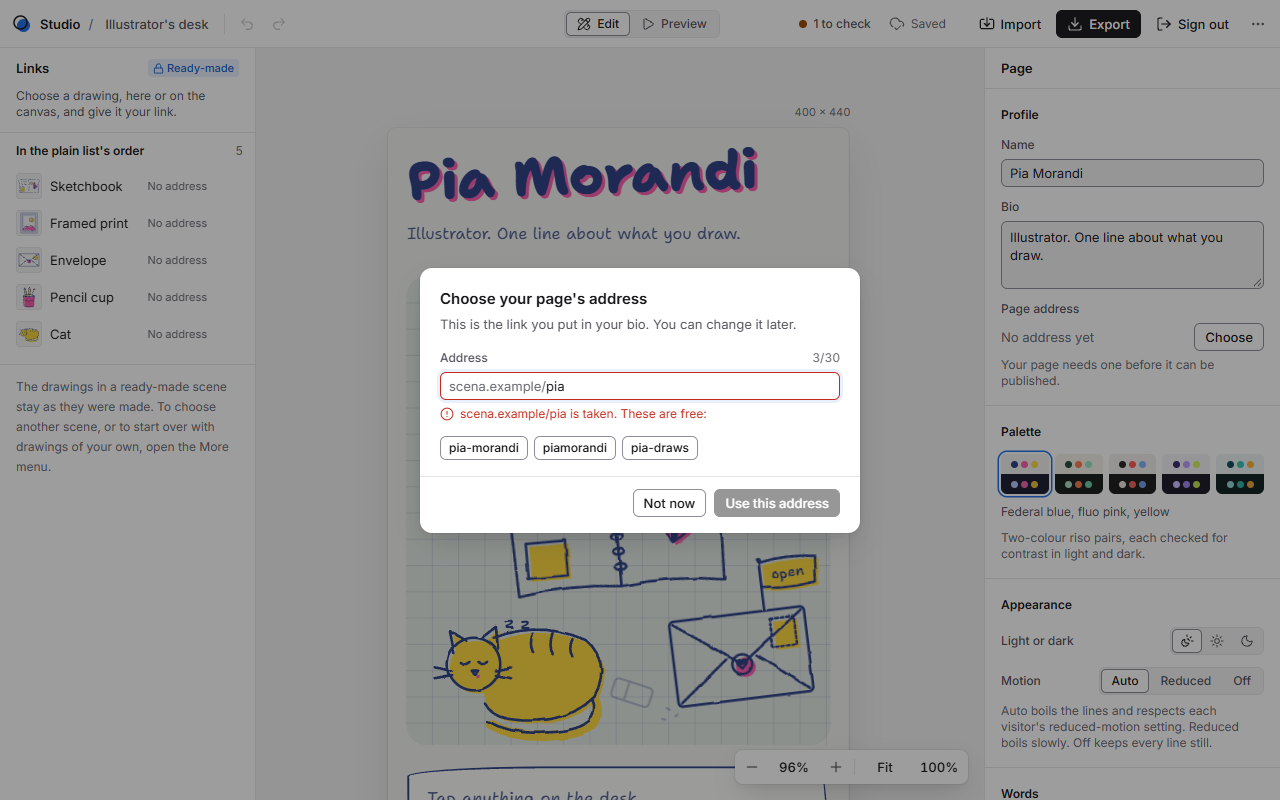 Studio / Illustrator's desk
Edit
Preview
1 to check
Saved
Import
Export
Sign out
Links
Ready-made
Choose a drawing, here or on the
canvas, and give it your link.
In the plain list's order 5
Sketchbook No address
Framed print No address
Envelope No address
Pencil cup No address
Cat No address
The drawings in a ready-made scene
stay as they were made. To choose
another scene, or to start over with
drawings of your own, open the More
menu.
400 × 440
Pia Morandi
Illustrator. One line about what you draw.
Choose your page's address
This is the link you put in your bio. You can change it later.
Address 3/30
scena.example/pia
scena.example/pia is taken. These are free:
pia-morandi
piamorandi
pia-draws
Not now
Use this address
open
z z
Tap anything on the desk
96%
Fit
100%
Page
Profile
Name
Pia Morandi
Bio
Illustrator. One line about what you
draw.
Page address
No address yet
Choose
Your page needs one before it can be
published.
Palette
Federal blue, fluo pink, yellow
Two-colour riso pairs, each checked for
contrast in light and dark.
Appearance
Light or dark
Motion
Auto
Reduced
Off
Auto boils the lines and respects each
visitor's reduced-motion setting. Reduced
boils slowly. Off keeps every line still.
Words